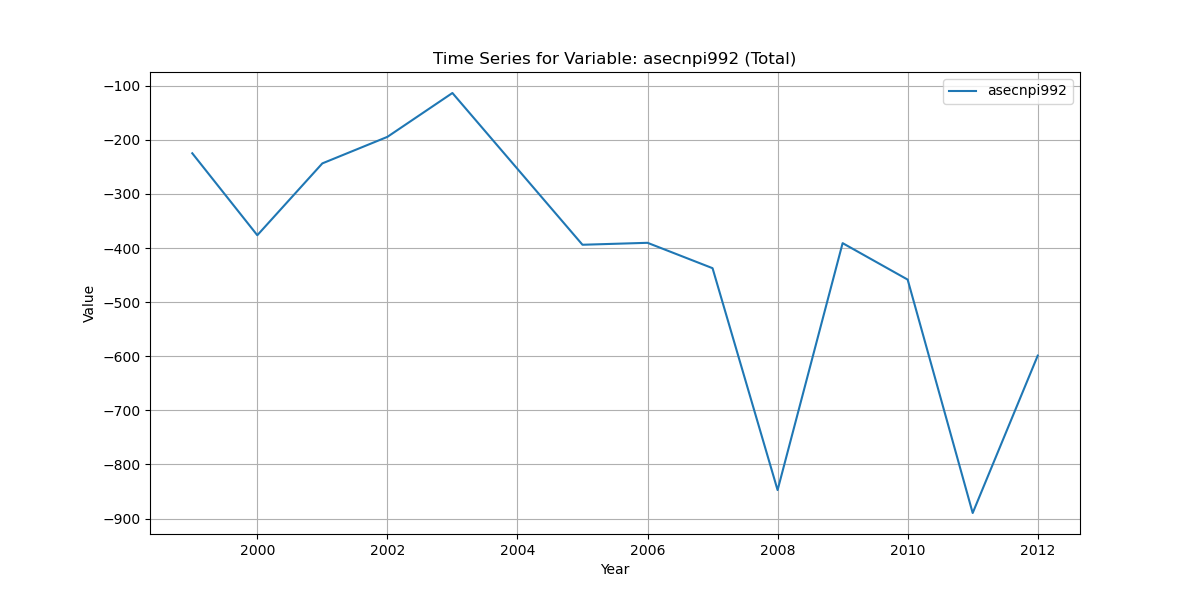 Time Series for Variable: asecnpi992 (Total)
asecnpi992
Value
−100
−200
−300
−400
−500
−600
−700
−800
−900
2000 2002 2004 2006 2008 2010 2012
Year